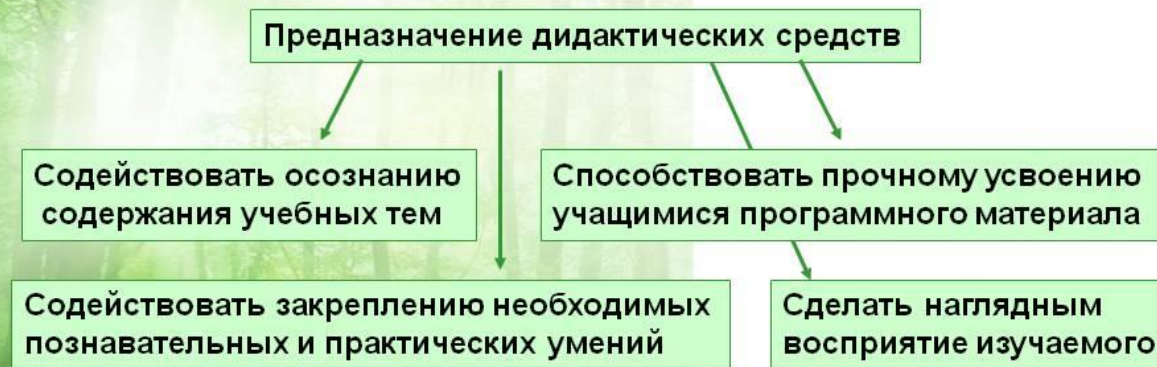 Предназначение дидактических средств
Содействовать осознанию
содержания учебных тем
Способствовать прочному усвоению
учащимися программного материала
Содействовать закреплению необходимых
познавательных и практических умений
Сделать наглядным
восприятие изучаемого